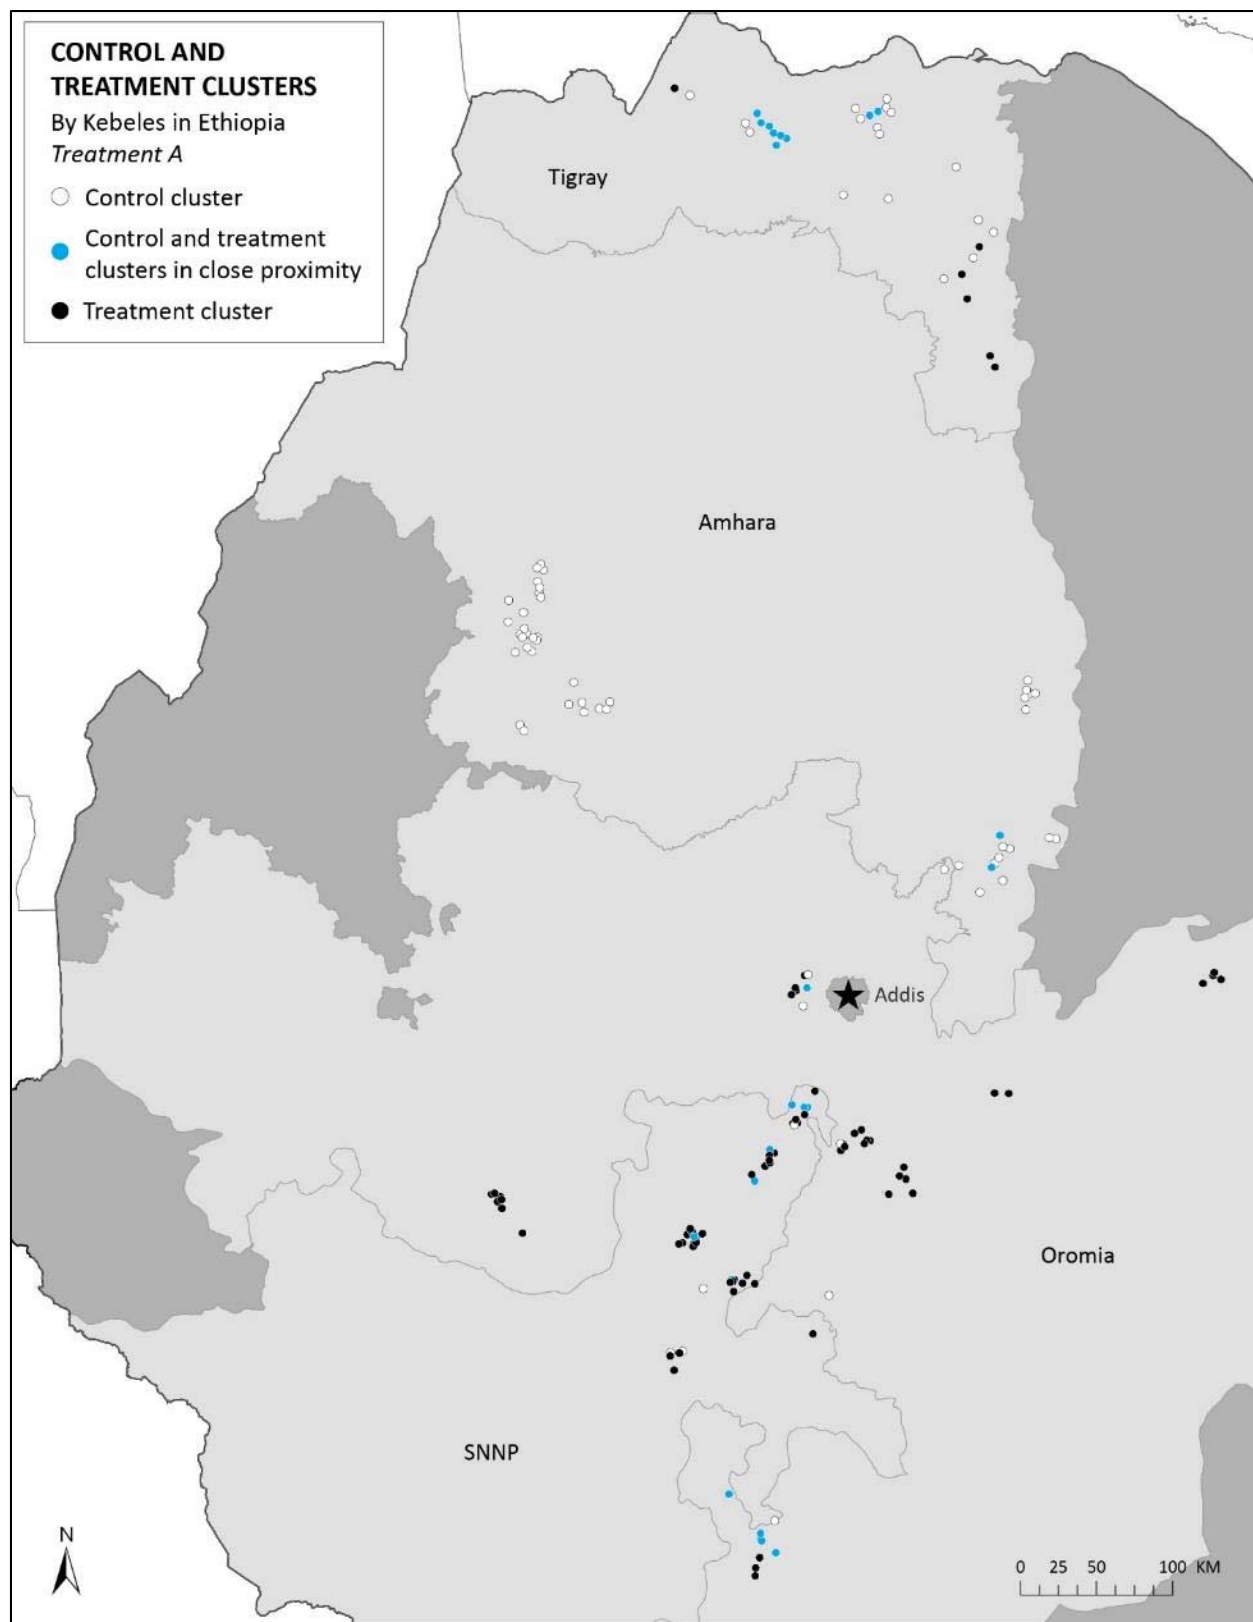 CONTROL AND
TREATMENT CLUSTERS
By Kebeles in Ethiopia
Treatment A
Control cluster
Control and treatment
clusters in close proximity
Treatment cluster
Tigray
Amhara
Addis
Oromia
SNNP
N
0 25 50 100 KM